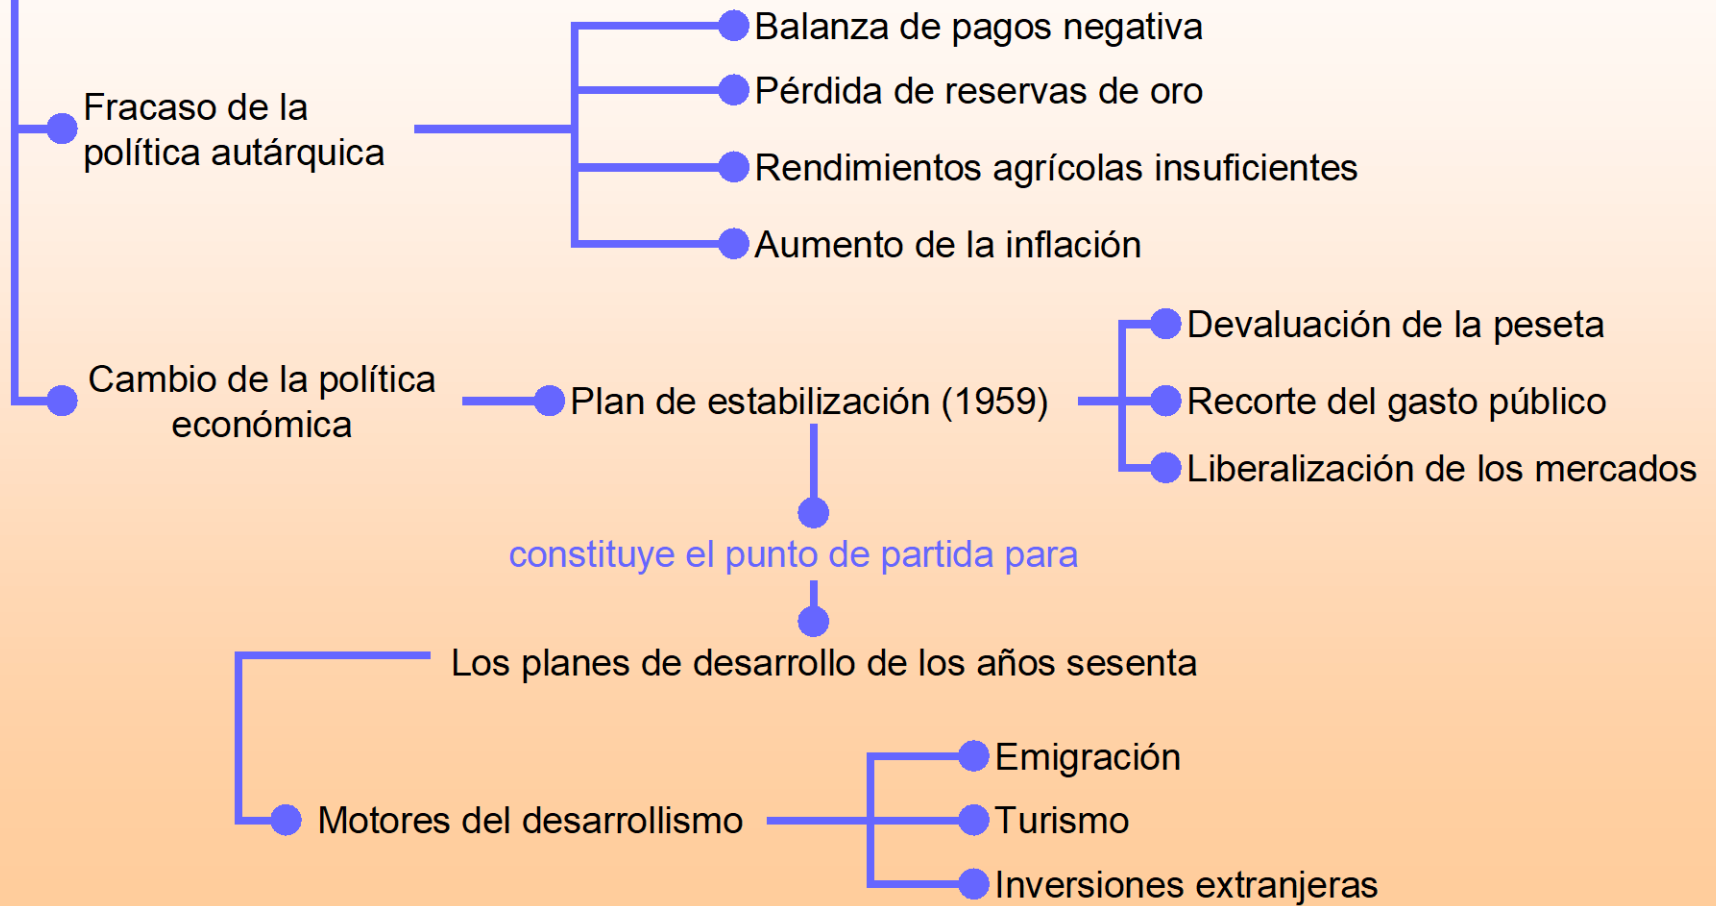 Balanza de pagos negativa
Pérdida de reservas de oro
Fracaso de la
política autárquica
Rendimientos agrícolas insuficientes
Aumento de la inflación
Devaluación de la peseta
Cambio de la política
económica
Plan de estabilización (1959)
Recorte del gasto público
Liberalización de los mercados
constituye el punto de partida para
Los planes de desarrollo de los años sesenta
Emigración
Motores del desarrollismo
Turismo
Inversiones extranjeras